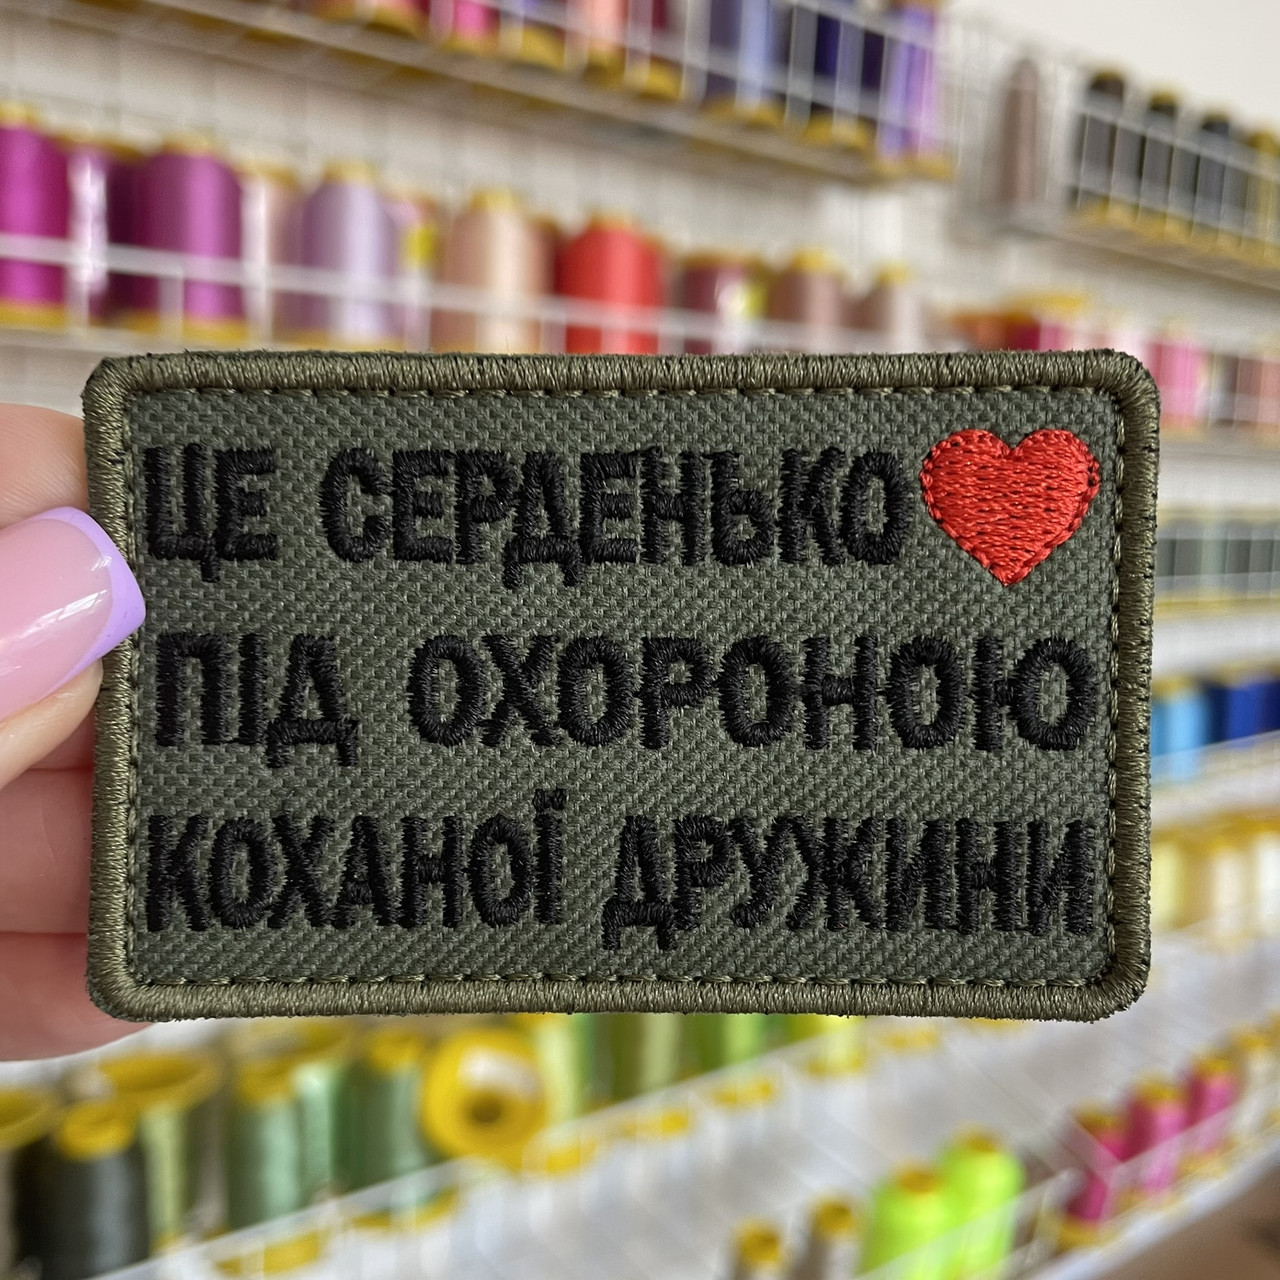 ЦЕ СЕРДЕНЬКО
ПІД ОХОРОНОЮ
КОХАНОЇ ДРУЖИНИ